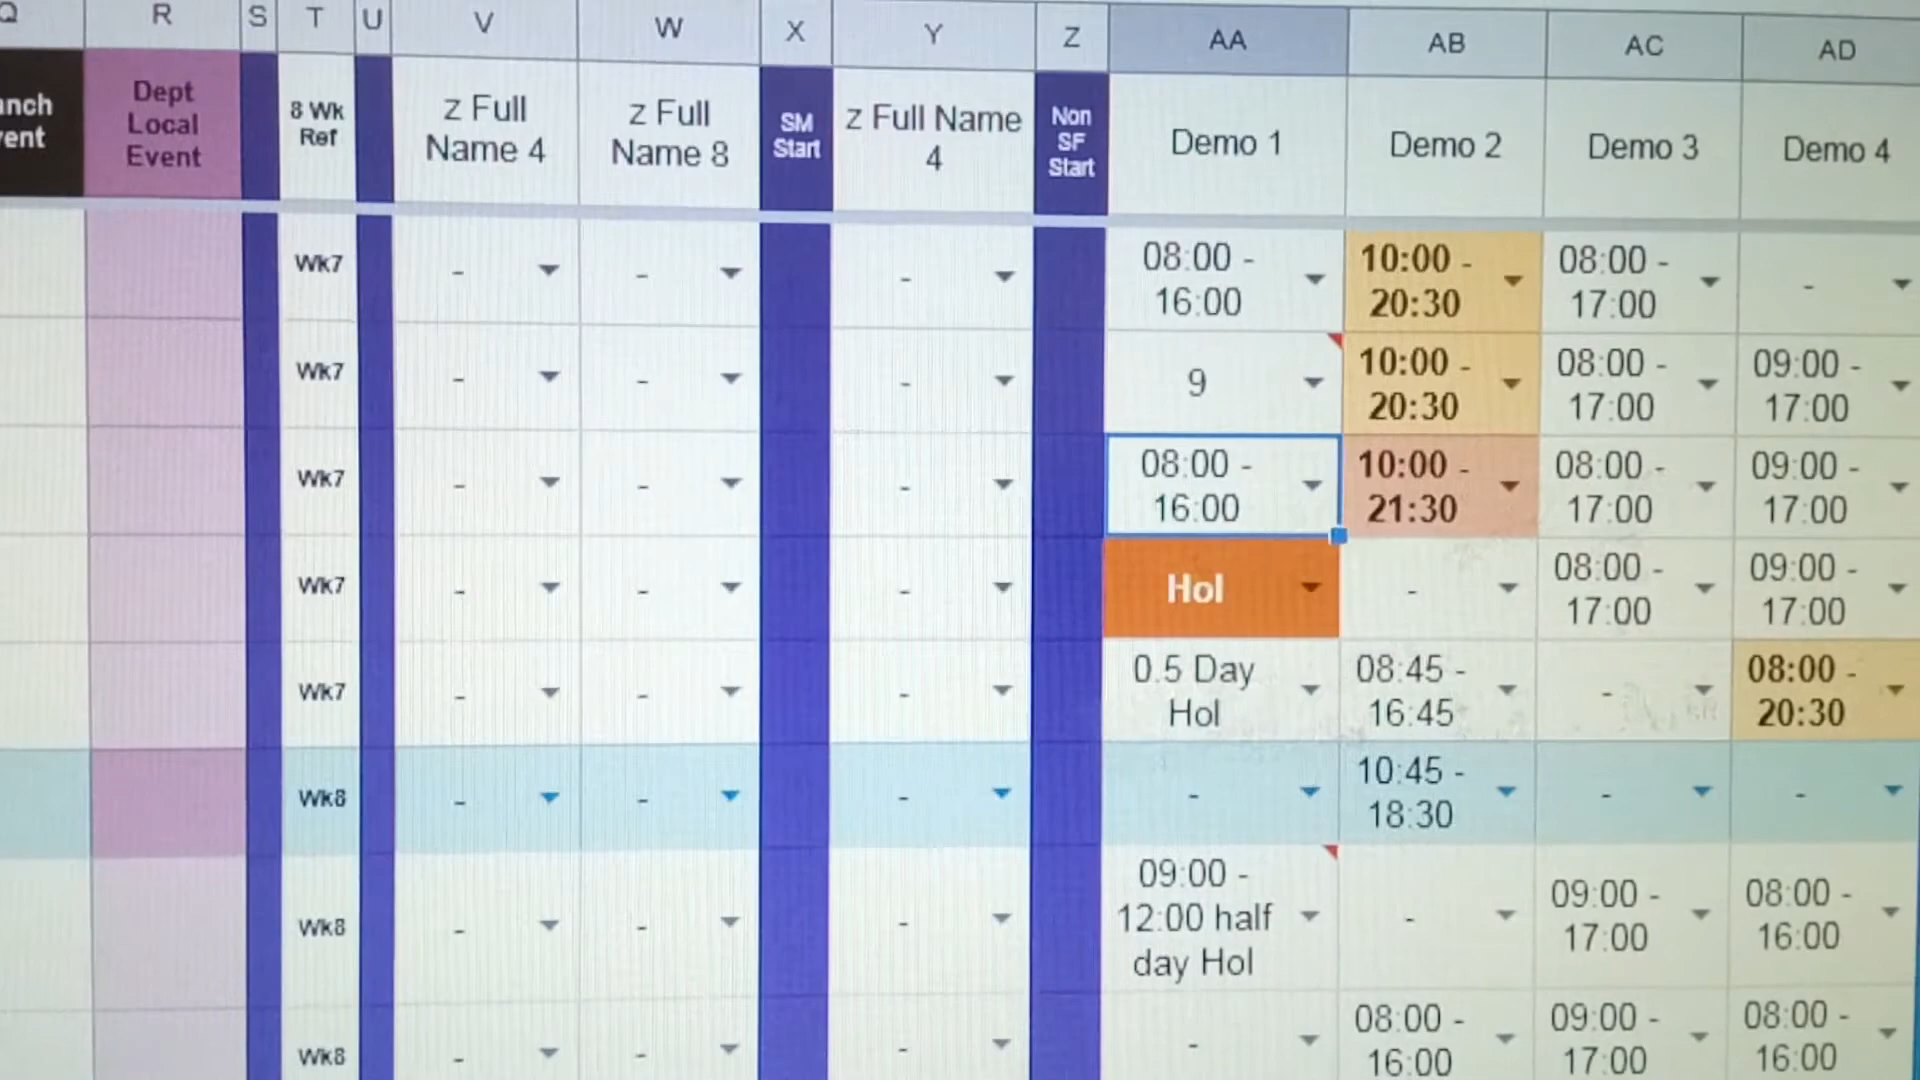 Q R S T U V W X Y Z AA AB AC AD
anch
vent
Dept
Local
Event
8 Wk
Ref
z Full
Name 4
z Full
Name 8
SM
Start
z Full Name
4
Non
SF
Start
Demo 1
Demo 2
Demo 3
Demo 4
Wk7
-
-
-
08:00 -
16:00
10:00 -
20:30
08:00 -
17:00
-
Wk7
-
-
-
9
10:00 -
20:30
08:00 -
17:00
09:00 -
17:00
Wk7
-
-
-
08:00 -
16:00
10:00 -
21:30
08:00 -
17:00
09:00 -
17:00
Wk7
-
-
-
Hol
-
08:00 -
17:00
09:00 -
17:00
Wk7
-
-
-
0.5 Day
Hol
08:45 -
16:45
-
08:00 -
20:30
Wk8
-
-
-
-
10:45 -
18:30
-
-
Wk8
-
-
-
09:00 -
12:00 half
day Hol
-
09:00 -
17:00
08:00 -
16:00
Wk8
-
-
-
-
08:00 -
16:00
09:00 -
17:00
08:00 -
16:00